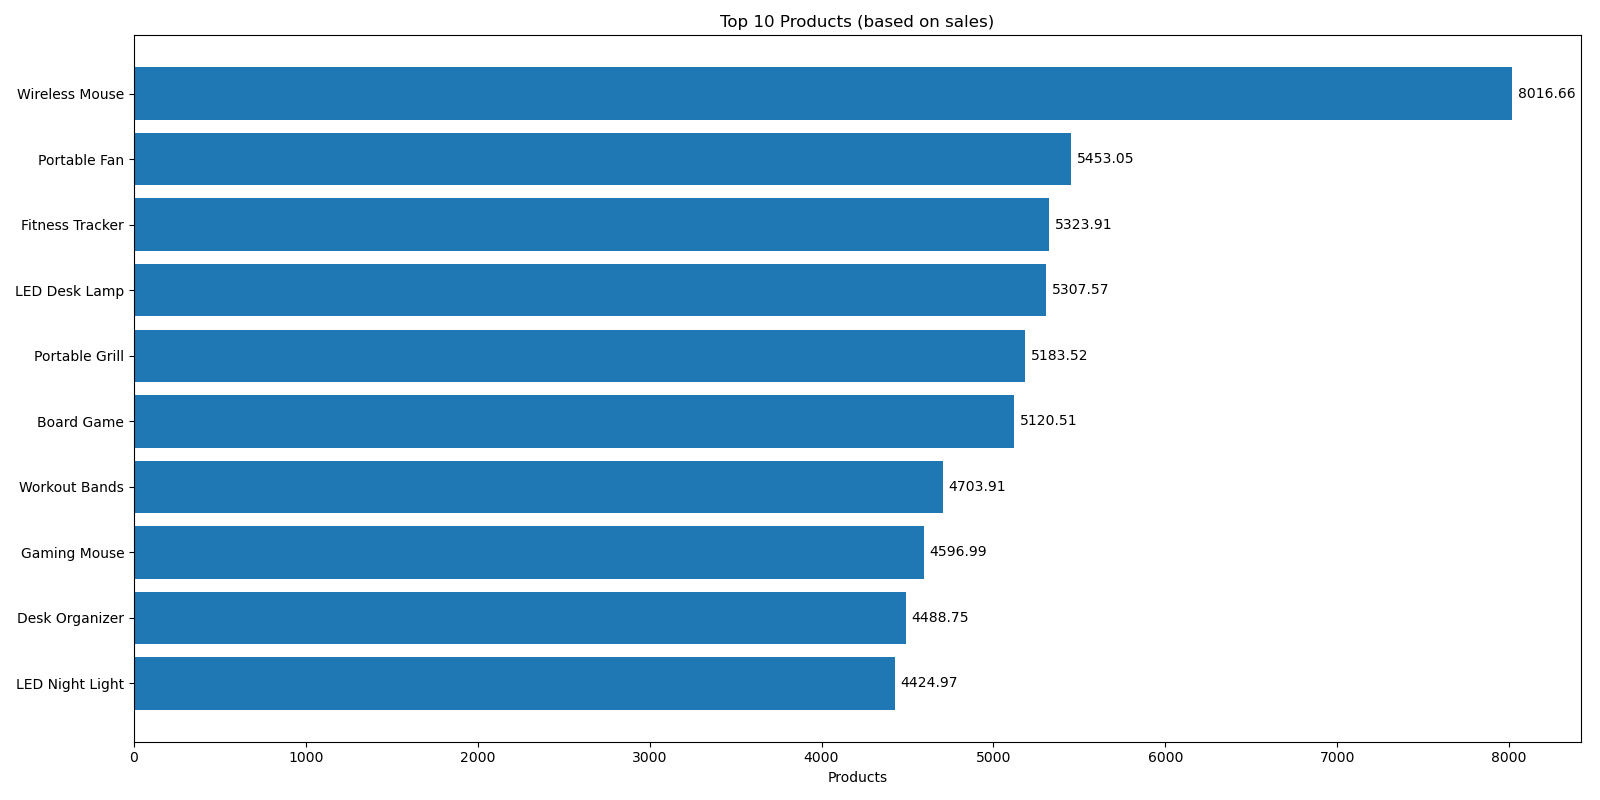 Top 10 Products (based on sales)
Wireless Mouse 8016.66
Portable Fan 5453.05
Fitness Tracker 5323.91
LED Desk Lamp 5307.57
Portable Grill 5183.52
Board Game 5120.51
Workout Bands 4703.91
Gaming Mouse 4596.99
Desk Organizer 4488.75
LED Night Light 4424.97
0 1000 2000 3000 4000 5000 6000 7000 8000
Products